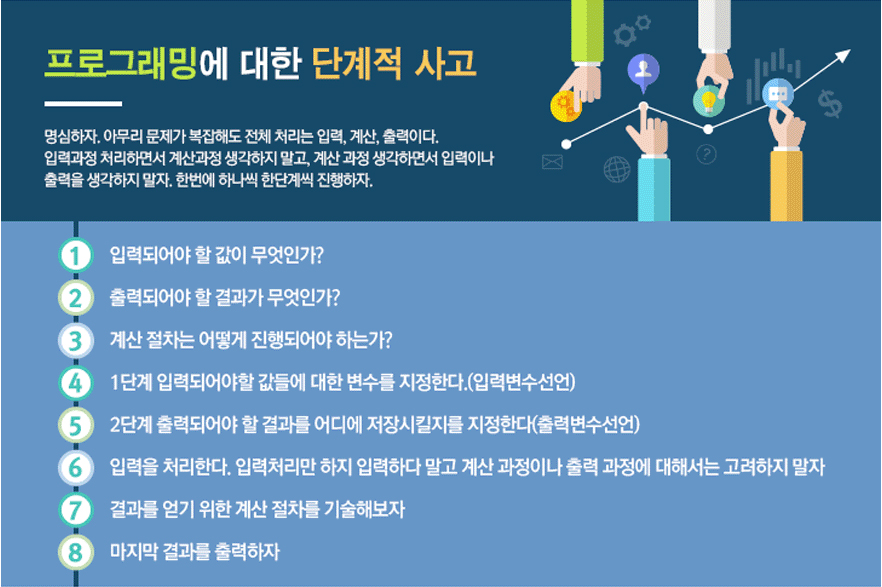 프로그래밍에 대한 단계적 사고
명심하자. 아무리 문제가 복잡해도 전체 처리는 입력, 계산, 출력이다.
입력과정 처리하면서 계산과정 생각하지 말고, 계산 과정 생각하면서 입력이나
출력을 생각하지 말자. 한번에 하나씩 한단계씩 진행하자.
1 입력되어야 할 값이 무엇인가?
2 출력되어야 할 결과가 무엇인가?
3 계산 절차는 어떻게 진행되어야 하는가?
4 1단계 입력되어야할 값들에 대한 변수를 지정한다.(입력변수선언)
5 2단계 출력되어야 할 결과를 어디에 저장시킬지를 지정한다(출력변수선언)
6 입력을 처리한다. 입력처리만 하지 입력하다 말고 계산 과정이나 출력 과정에 대해서는 고려하지 말자
7 결과를 얻기 위한 계산 절차를 기술해보자
8 마지막 결과를 출력하자